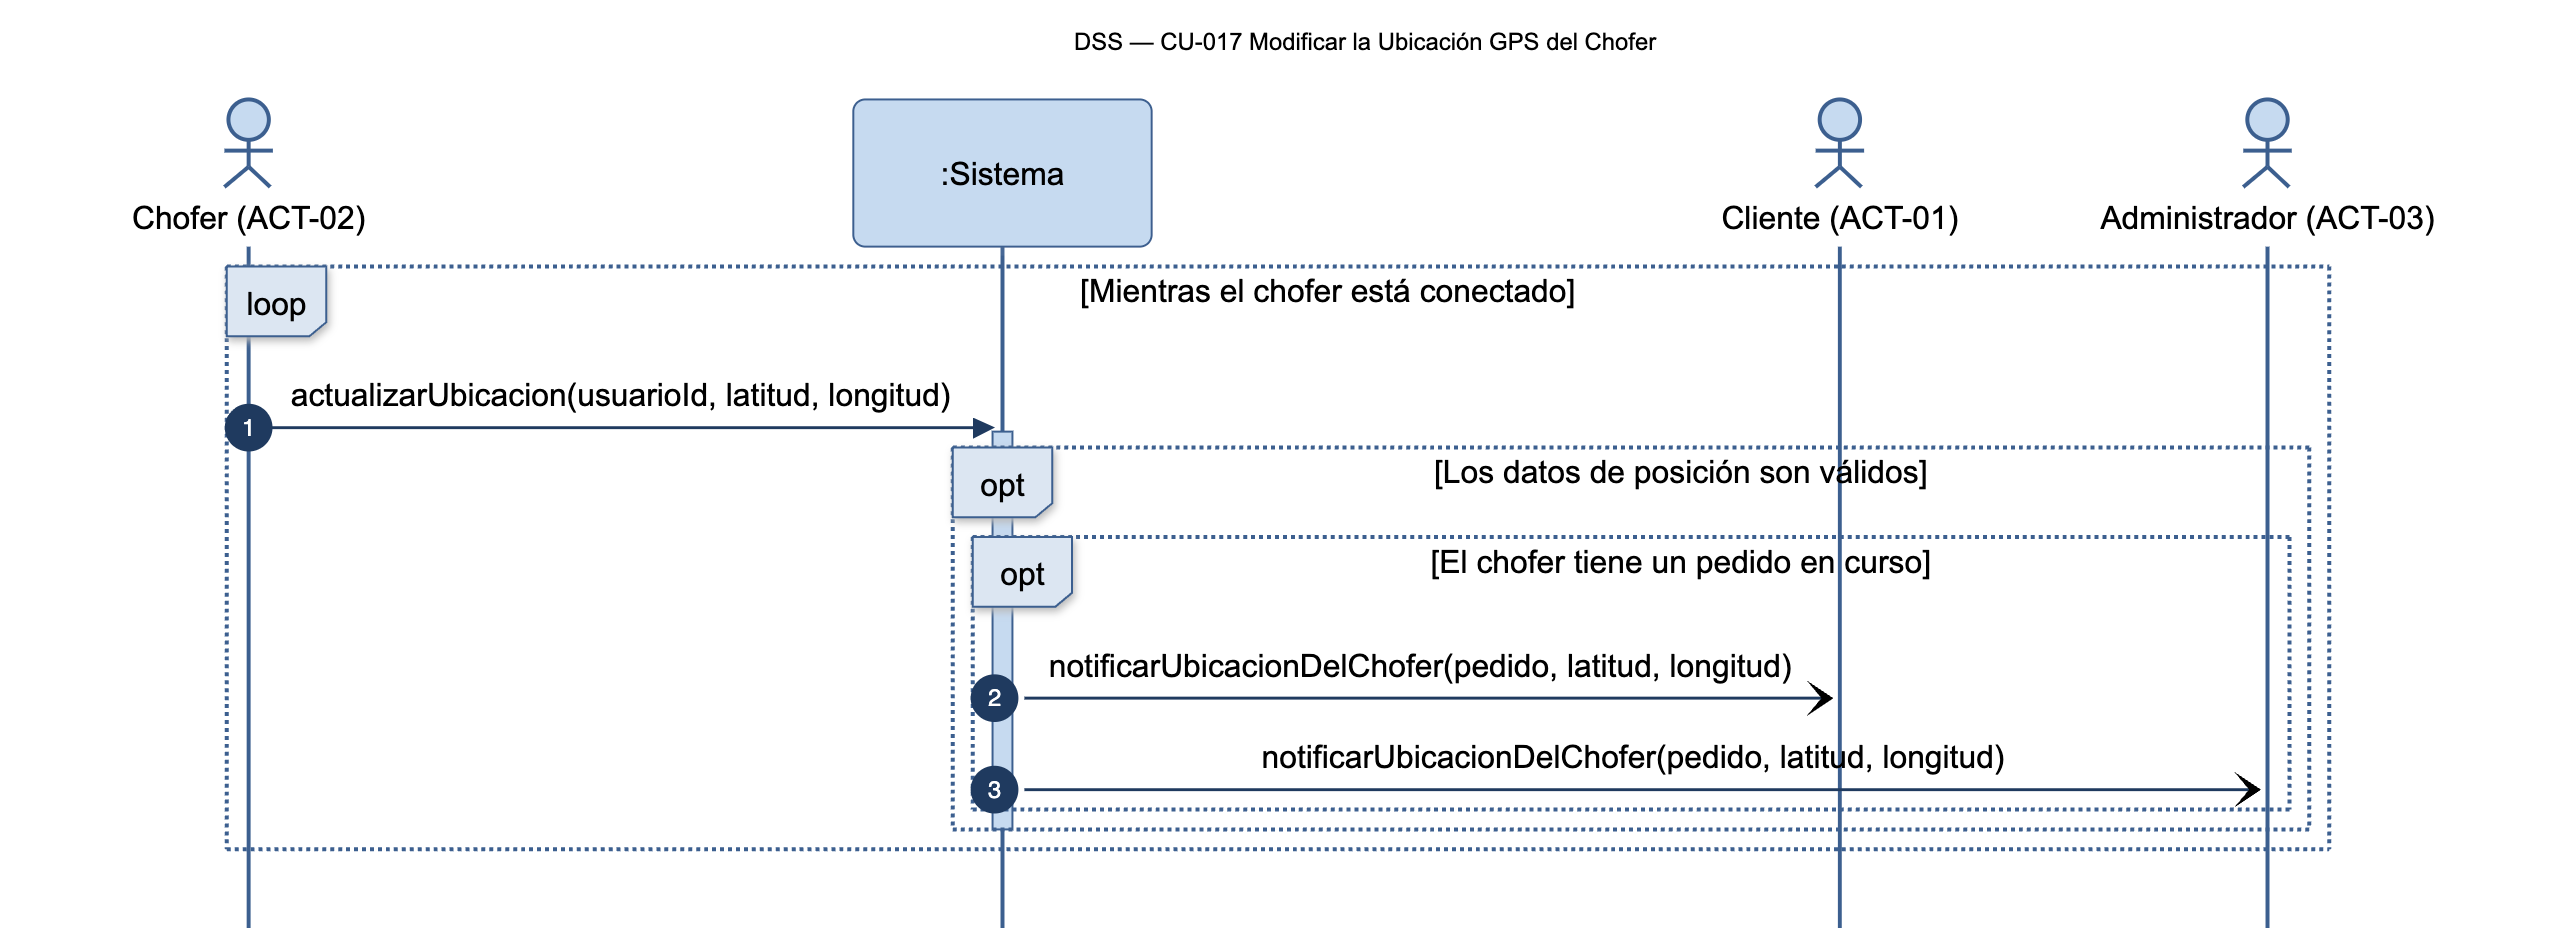 DSS — CU-017 Modificar la Ubicación GPS del Chofer
:Sistema
Chofer (ACT-02)
Cliente (ACT-01)
Administrador (ACT-03)
loop
[Mientras el chofer está conectado]
actualizarUbicacion(usuarioId, latitud, longitud)
1
opt
[Los datos de posición son válidos]
opt
[El chofer tiene un pedido en curso]
notificarUbicacionDelChofer(pedido, latitud, longitud)
2
notificarUbicacionDelChofer(pedido, latitud, longitud)
3